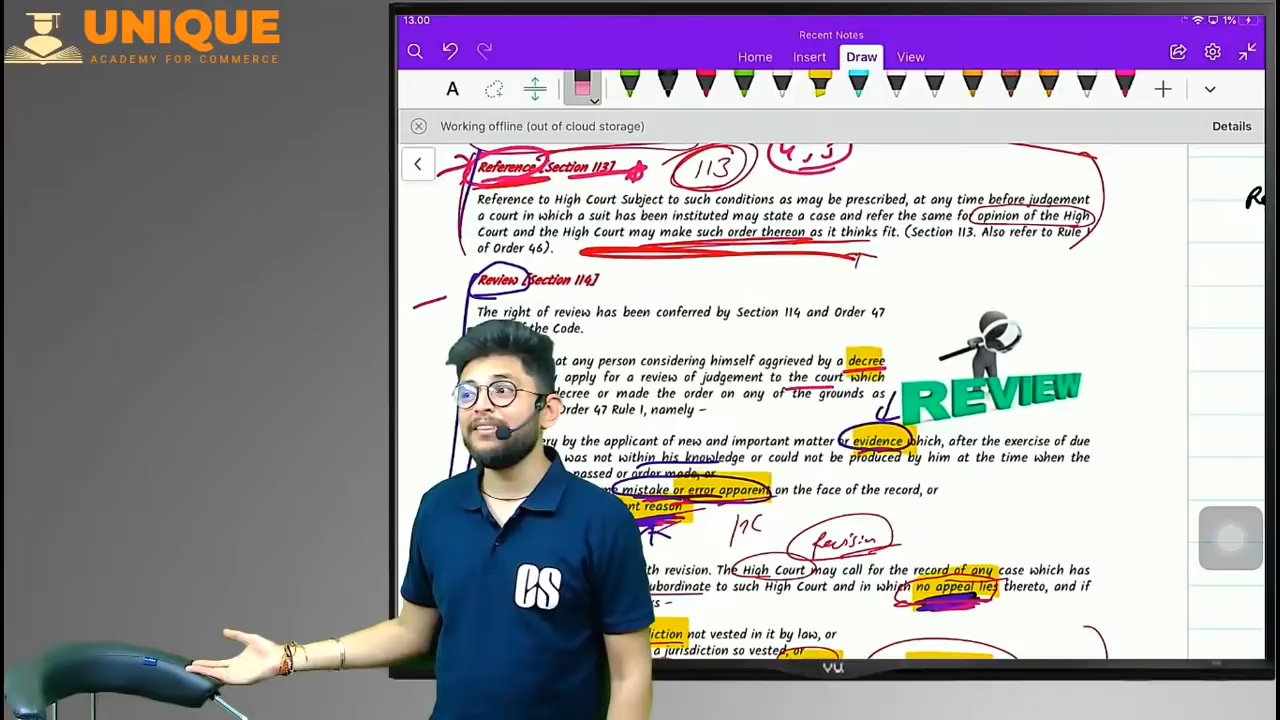 UNIQUE
ACADEMY FOR COMMERCE
13.00
1%
Recent Notes
Home Insert Draw View
A
Working offline (out of cloud storage)
Details
Reference [Section 113]
113
4, 5
Reference to High Court Subject to such conditions as may be prescribed, at any time before judgement
a court in which a suit has been instituted may state a case and refer the same for opinion of the High
Court and the High Court may make such order thereon as it thinks fit. (Section 113. Also refer to Rule 1
of Order 46).
Review [Section 114]
The right of review has been conferred by Section 114 and Order 47
of the Code.
at any person considering himself aggrieved by a decree
apply for a review of judgement to the court which
decree or made the order on any of the grounds as
Order 47 Rule 1, namely –
REVIEW
by the applicant of new and important matter or evidence which, after the exercise of due
was not within his knowledge or could not be produced by him at the time when the
passed or order made, or
mistake or error apparent on the face of the record, or
reason
Revision
revision. The High Court may call for the record of any case which has
subordinate to such High Court and in which no appeal lies thereto, and if
not vested in it by law, or
a jurisdiction so vested, or
CS
VU